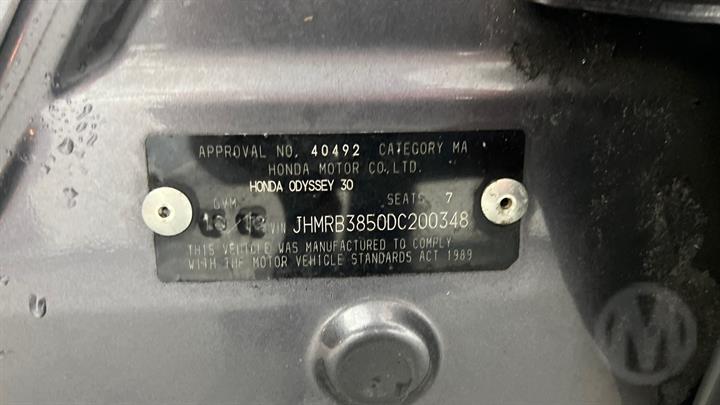 APPROVAL NO. 40492 CATEGORY MA
HONDA MOTOR CO., LTD.
HONDA ODYSSEY 30
GVM SEATS 7
VIN JHMRB3850DC200348
THIS VEHICLE WAS MANUFACTURED TO COMPLY
WITH THE MOTOR VEHICLE STANDARDS ACT 1989
M